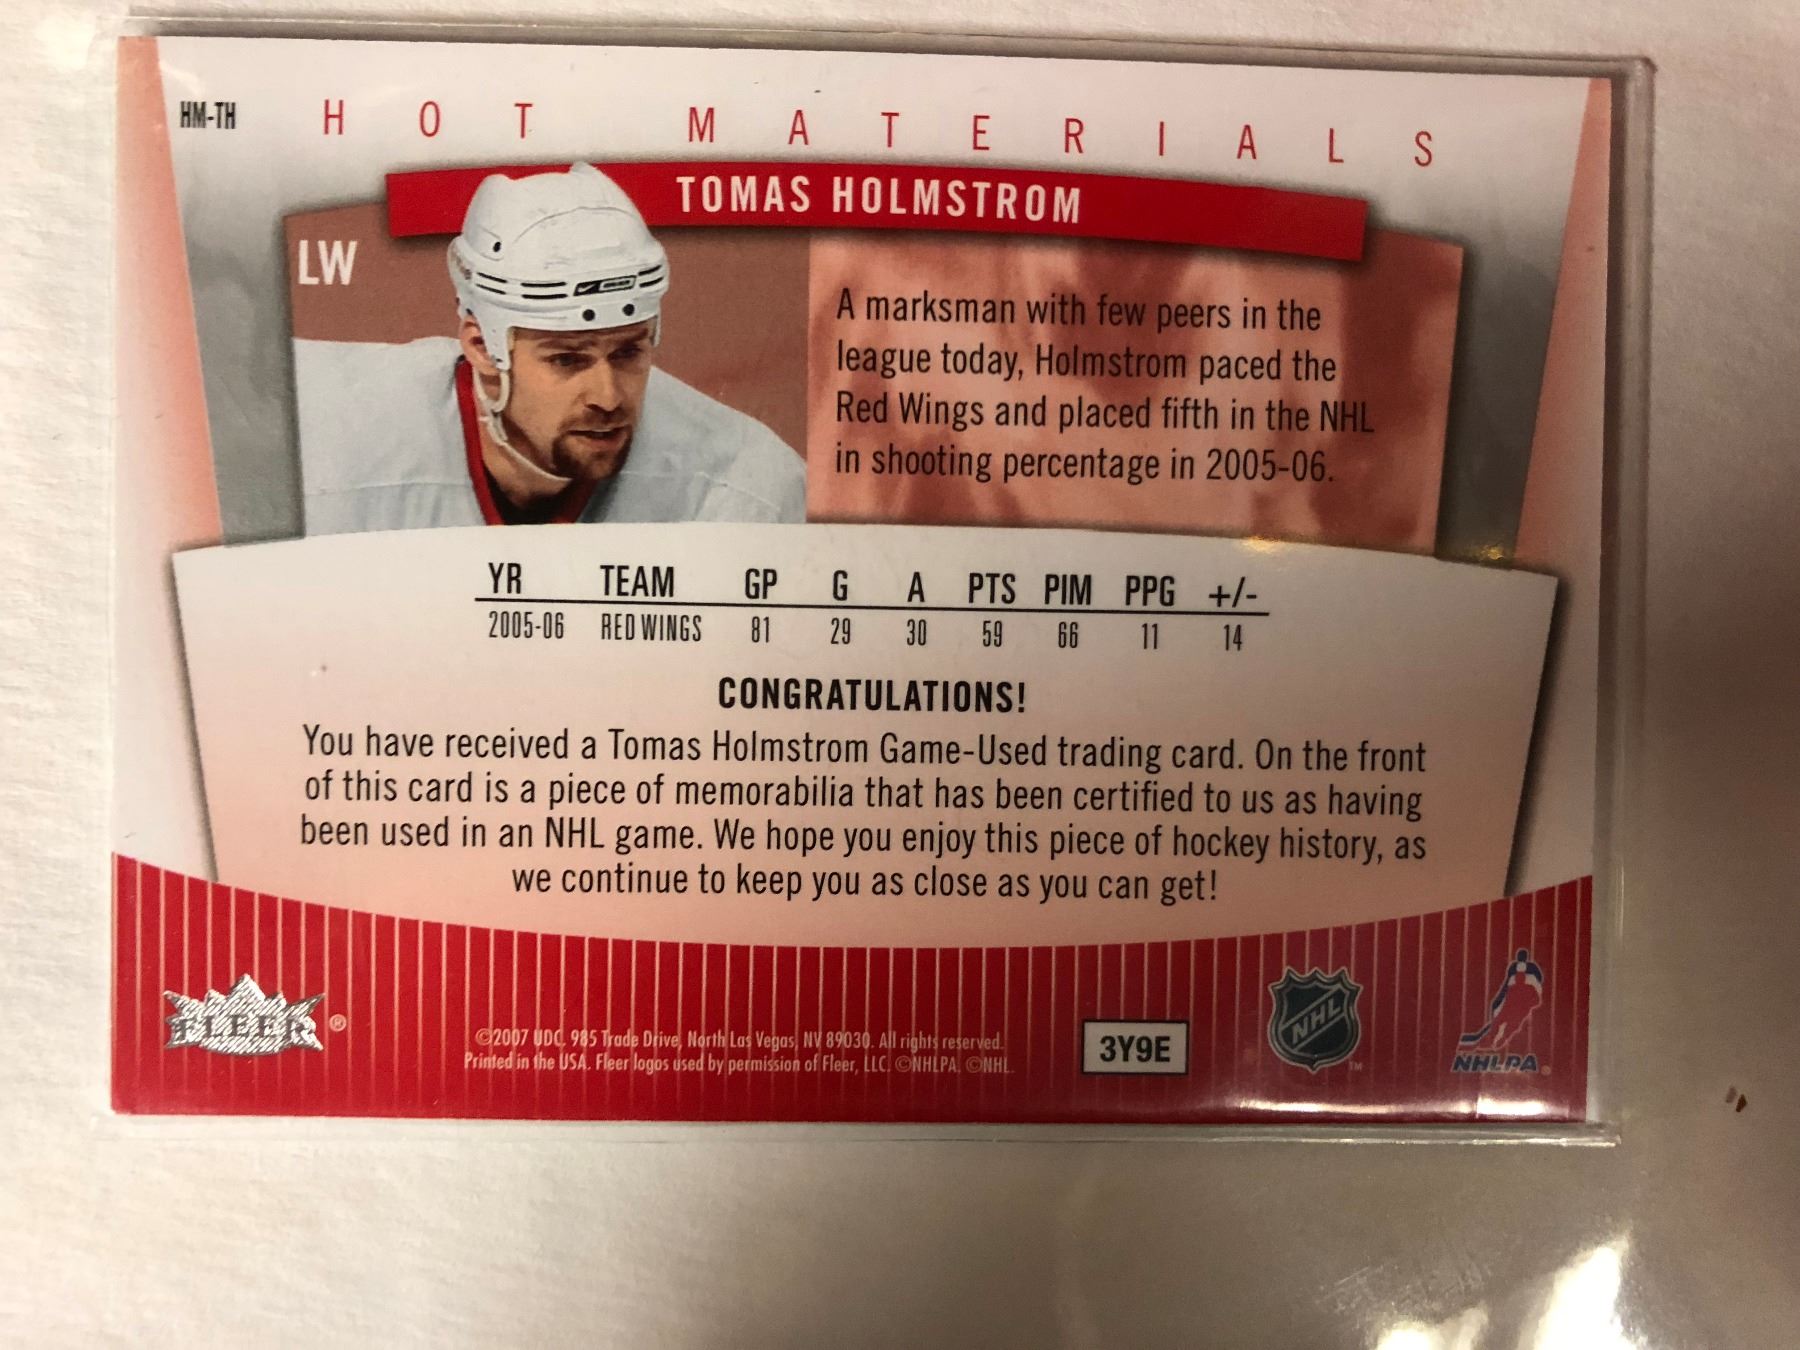 HM-TH
HOT MATERIALS
TOMAS HOLMSTROM
LW
A marksman with few peers in the
league today, Holmstrom paced the
Red Wings and placed fifth in the NHL
in shooting percentage in 2005-06.
YR TEAM GP G A PTS PIM PPG +/-
2005-06 RED WINGS 81 29 30 59 66 11 14
CONGRATULATIONS!
You have received a Tomas Holmstrom Game-Used trading card. On the front
of this card is a piece of memorabilia that has been certified to us as having
been used in an NHL game. We hope you enjoy this piece of hockey history, as
we continue to keep you as close as you can get!
FLEER®
©2007 UDC, 985 Trade Drive, North Las Vegas, NV 89030. All rights reserved.
Printed in the USA. Fleer logos used by permission of Fleer, LLC. ©NHLPA. ©NHL.
3Y9E
NHL TM
NHLPA®